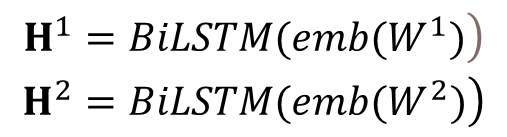 H¹ = BiLSTM(emb(W¹))
H² = BiLSTM(emb(W²))